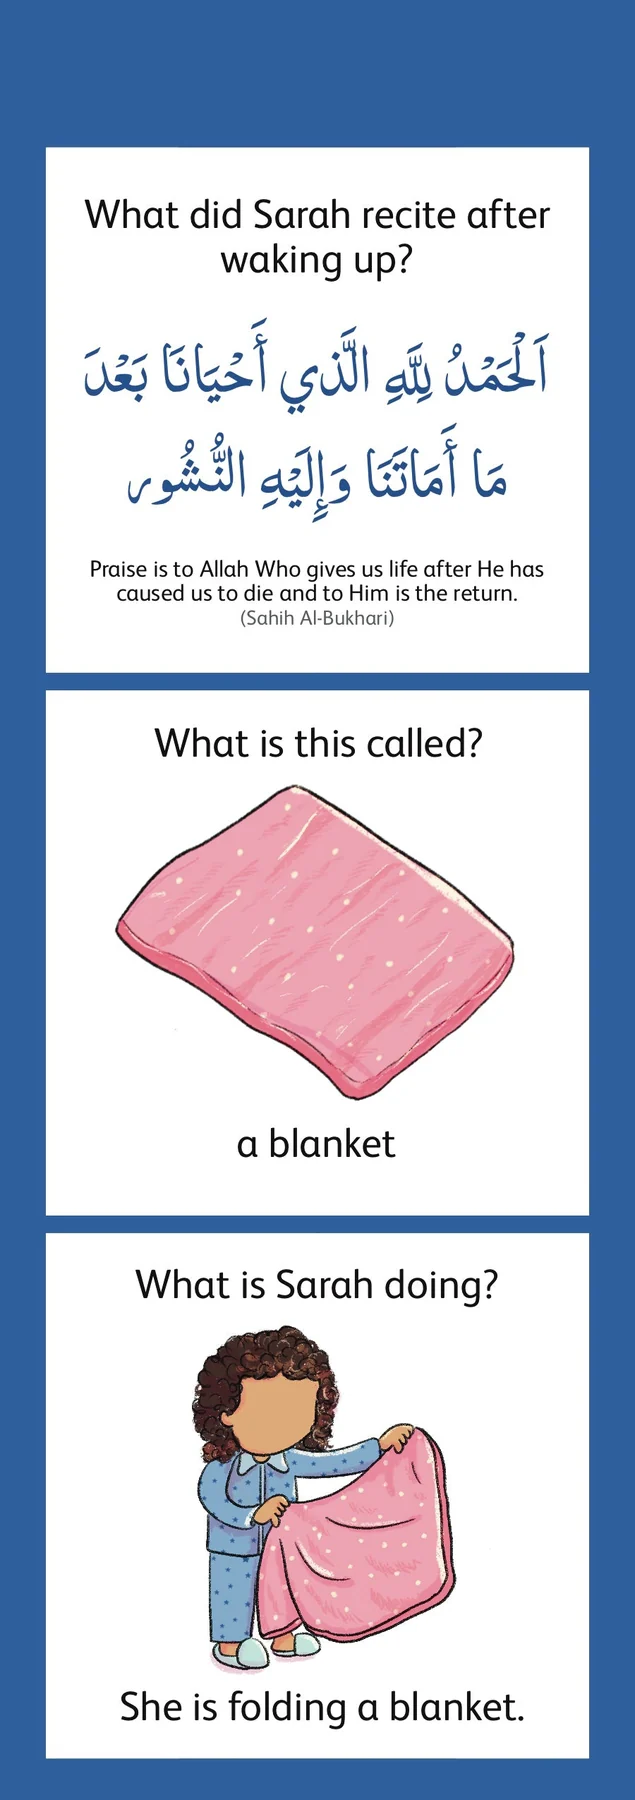 What did Sarah recite after
waking up?
اَلْحَمْدُ لِلَّهِ الَّذي أَحْيَانَا بَعْدَ
مَا أَمَاتَنَا وَإِلَيْهِ النُّشُور
Praise is to Allah Who gives us life after He has
caused us to die and to Him is the return.
(Sahih Al-Bukhari)
What is this called?
a blanket
What is Sarah doing?
She is folding a blanket.